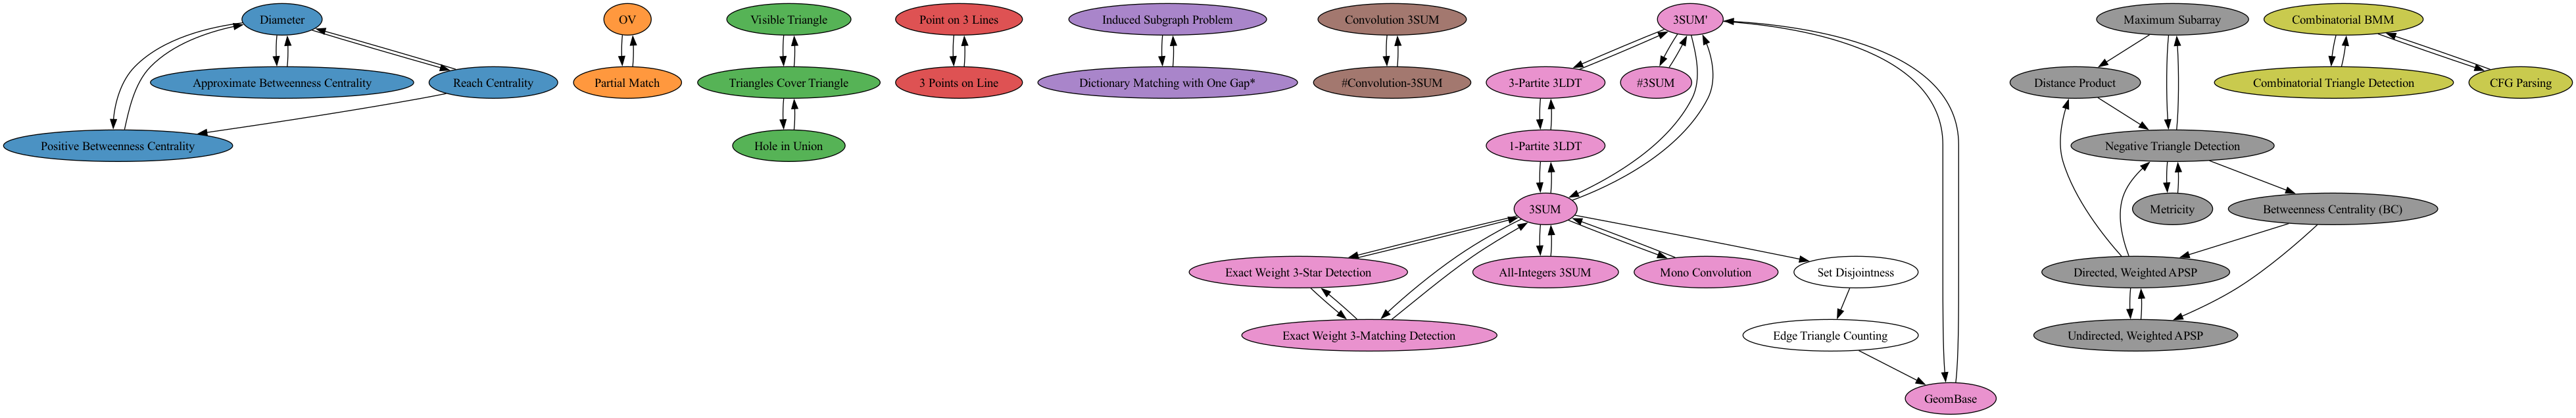 Diameter
OV
Visible Triangle
Point on 3 Lines
Induced Subgraph Problem
Convolution 3SUM
3SUM'
Maximum Subarray
Combinatorial BMM
Approximate Betweenness Centrality
Reach Centrality
Partial Match
Triangles Cover Triangle
3 Points on Line
Dictionary Matching with One Gap*
#Convolution-3SUM
3-Partite 3LDT
#3SUM
Distance Product
Combinatorial Triangle Detection
CFG Parsing
Positive Betweenness Centrality
Hole in Union
1-Partite 3LDT
Negative Triangle Detection
3SUM
Metricity
Betweenness Centrality (BC)
Exact Weight 3-Star Detection
All-Integers 3SUM
Mono Convolution
Set Disjointness
Directed, Weighted APSP
Exact Weight 3-Matching Detection
Edge Triangle Counting
Undirected, Weighted APSP
GeomBase